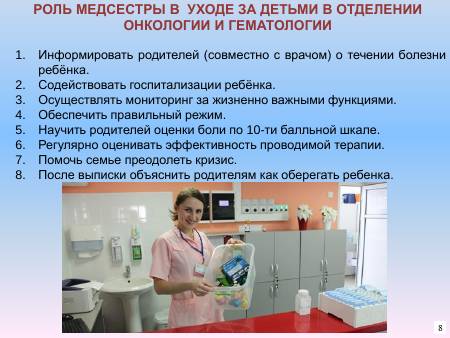 РОЛЬ МЕДСЕСТРЫ В УХОДЕ ЗА ДЕТЬМИ В ОТДЕЛЕНИИ
ОНКОЛОГИИ И ГЕМАТОЛОГИИ
1. Информировать родителей (совместно с врачом) о течении болезни
ребёнка.
2. Содействовать госпитализации ребёнка.
3. Осуществлять мониторинг за жизненно важными функциями.
4. Обеспечить правильный режим.
5. Научить родителей оценки боли по 10-ти балльной шкале.
6. Регулярно оценивать эффективность проводимой терапии.
7. Помочь семье преодолеть кризис.
8. После выписки объяснить родителям как оберегать ребенка.
8